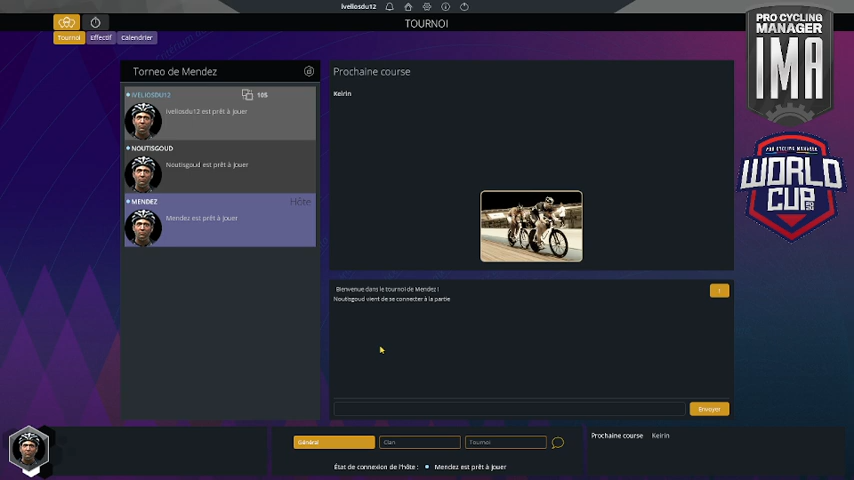 Iveliosdu12
TOURNOI
Tournoi
Effectif
Calendrier
Torneo de Mendez
IVELIOSDU12
105
Iveliosdu12 est prêt à jouer
NOUTISGOUD
Noutisgoud est prêt à jouer
MENDEZ
Hôte
Mendez est prêt à jouer
Prochaine course
Keirin
Bienvenue dans le tournoi de Mendez !
Noutisgoud vient de se connecter à la partie
Envoyer
Général
Clan
Tournoi
État de connexion de l'hôte :
Mendez est prêt à jouer
Prochaine course
Keirin
PRO CYCLING
MANAGER
IMA
PRO CYCLING MANAGER
WORLD
CUP